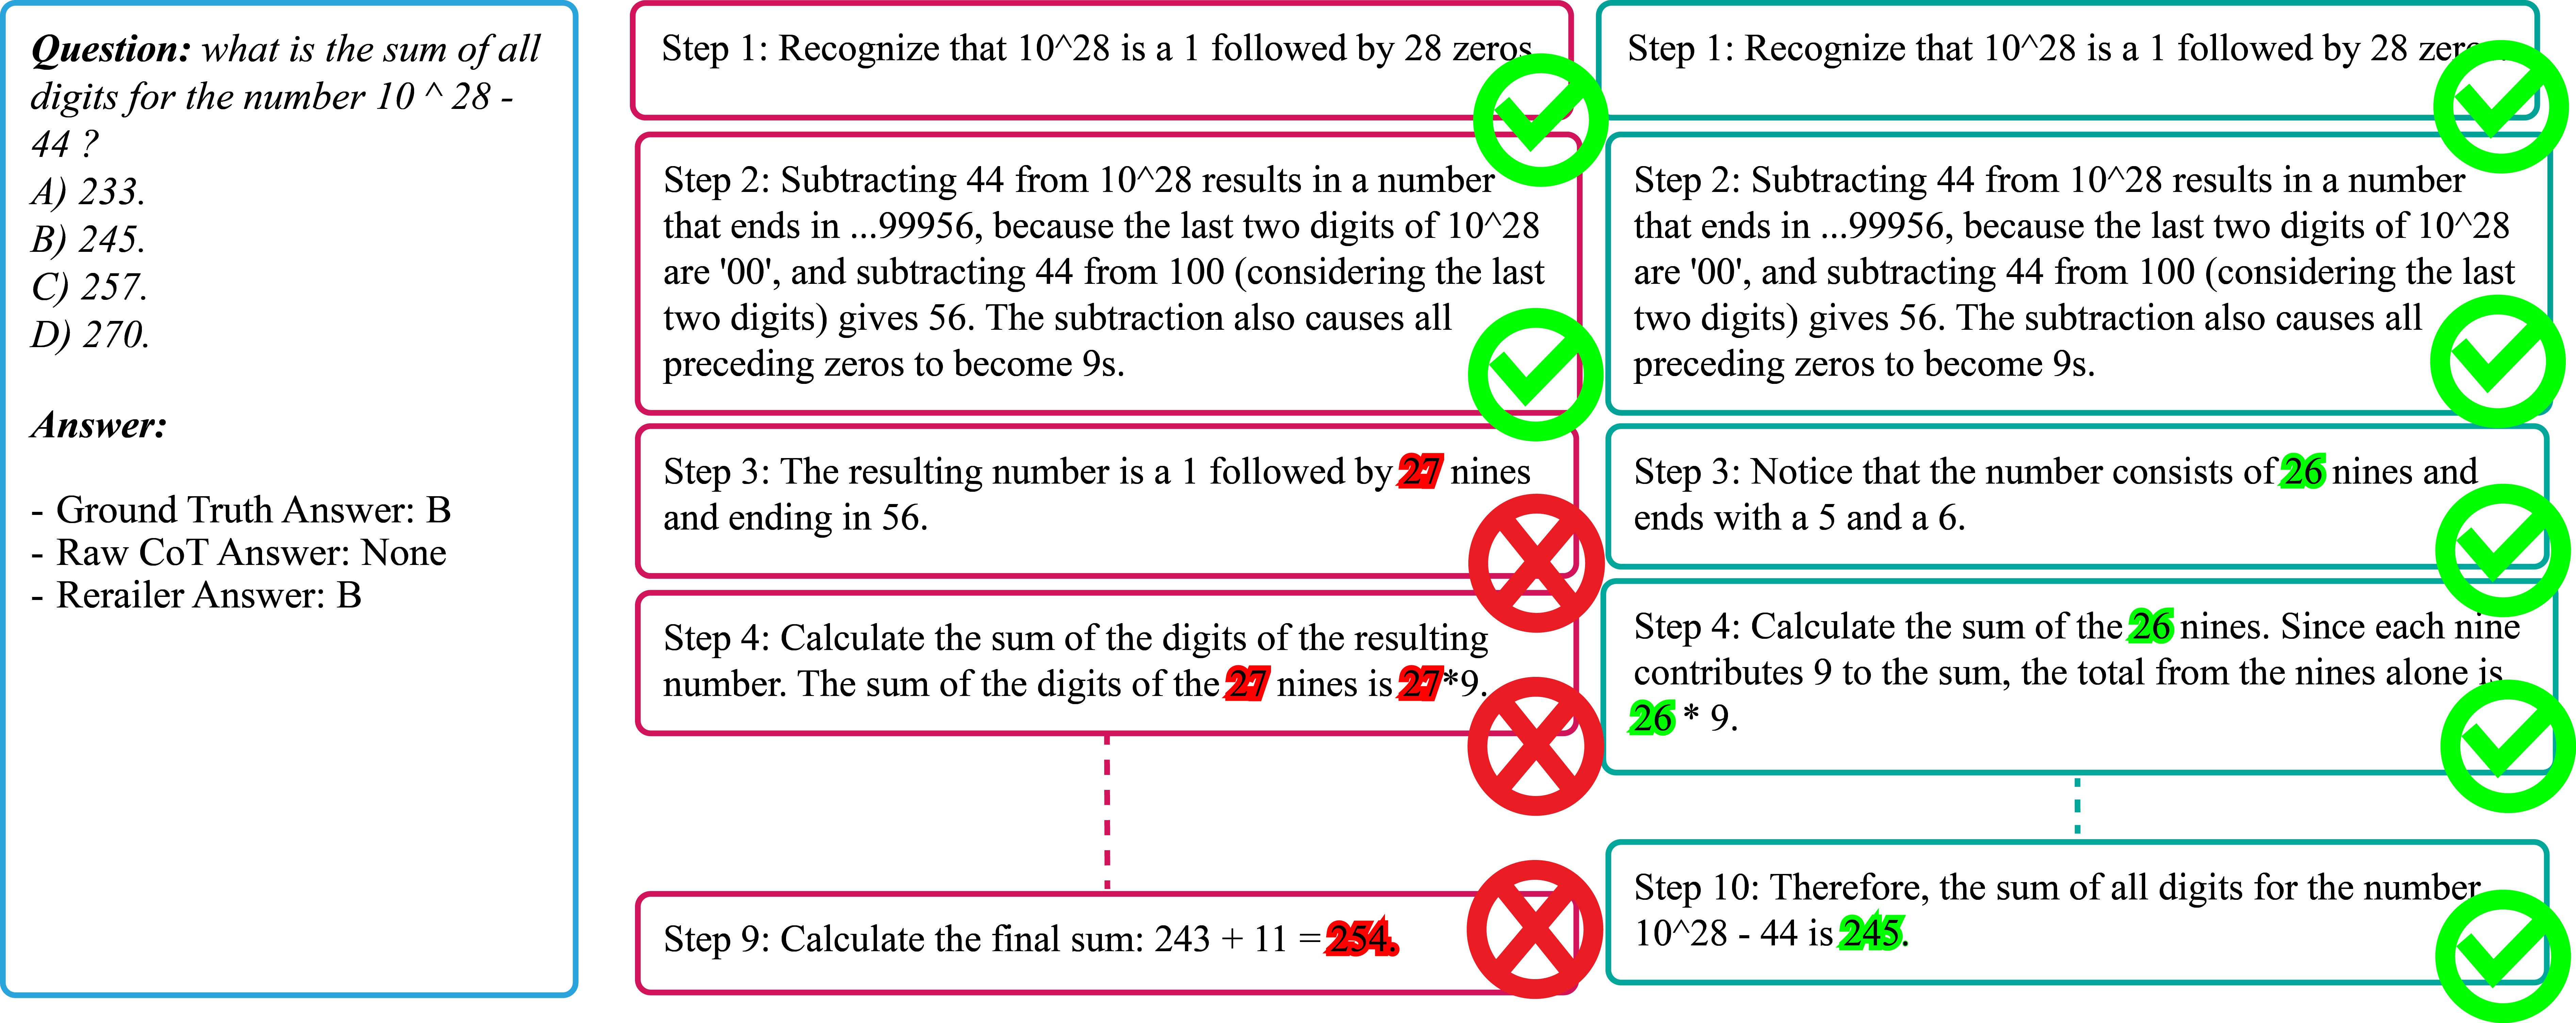 Question: what is the sum of all
digits for the number 10 ^ 28 -
44 ?
A) 233.
B) 245.
C) 257.
D) 270.
Answer:
- Ground Truth Answer: B
- Raw CoT Answer: None
- Rerailer Answer: B
Step 1: Recognize that 10^28 is a 1 followed by 28 zeros
Step 2: Subtracting 44 from 10^28 results in a number
that ends in ...99956, because the last two digits of 10^28
are '00', and subtracting 44 from 100 (considering the last
two digits) gives 56. The subtraction also causes all
preceding zeros to become 9s.
Step 3: The resulting number is a 1 followed by 27 nines
and ending in 56.
Step 4: Calculate the sum of the digits of the resulting
number. The sum of the digits of the 27 nines is 27*9.
Step 9: Calculate the final sum: 243 + 11 = 254.
Step 1: Recognize that 10^28 is a 1 followed by 28 zeros.
Step 2: Subtracting 44 from 10^28 results in a number
that ends in ...99956, because the last two digits of 10^28
are '00', and subtracting 44 from 100 (considering the last
two digits) gives 56. The subtraction also causes all
preceding zeros to become 9s.
Step 3: Notice that the number consists of 26 nines and
ends with a 5 and a 6.
Step 4: Calculate the sum of the 26 nines. Since each nine
contributes 9 to the sum, the total from the nines alone is
26 * 9.
Step 10: Therefore, the sum of all digits for the number
10^28 - 44 is 245.